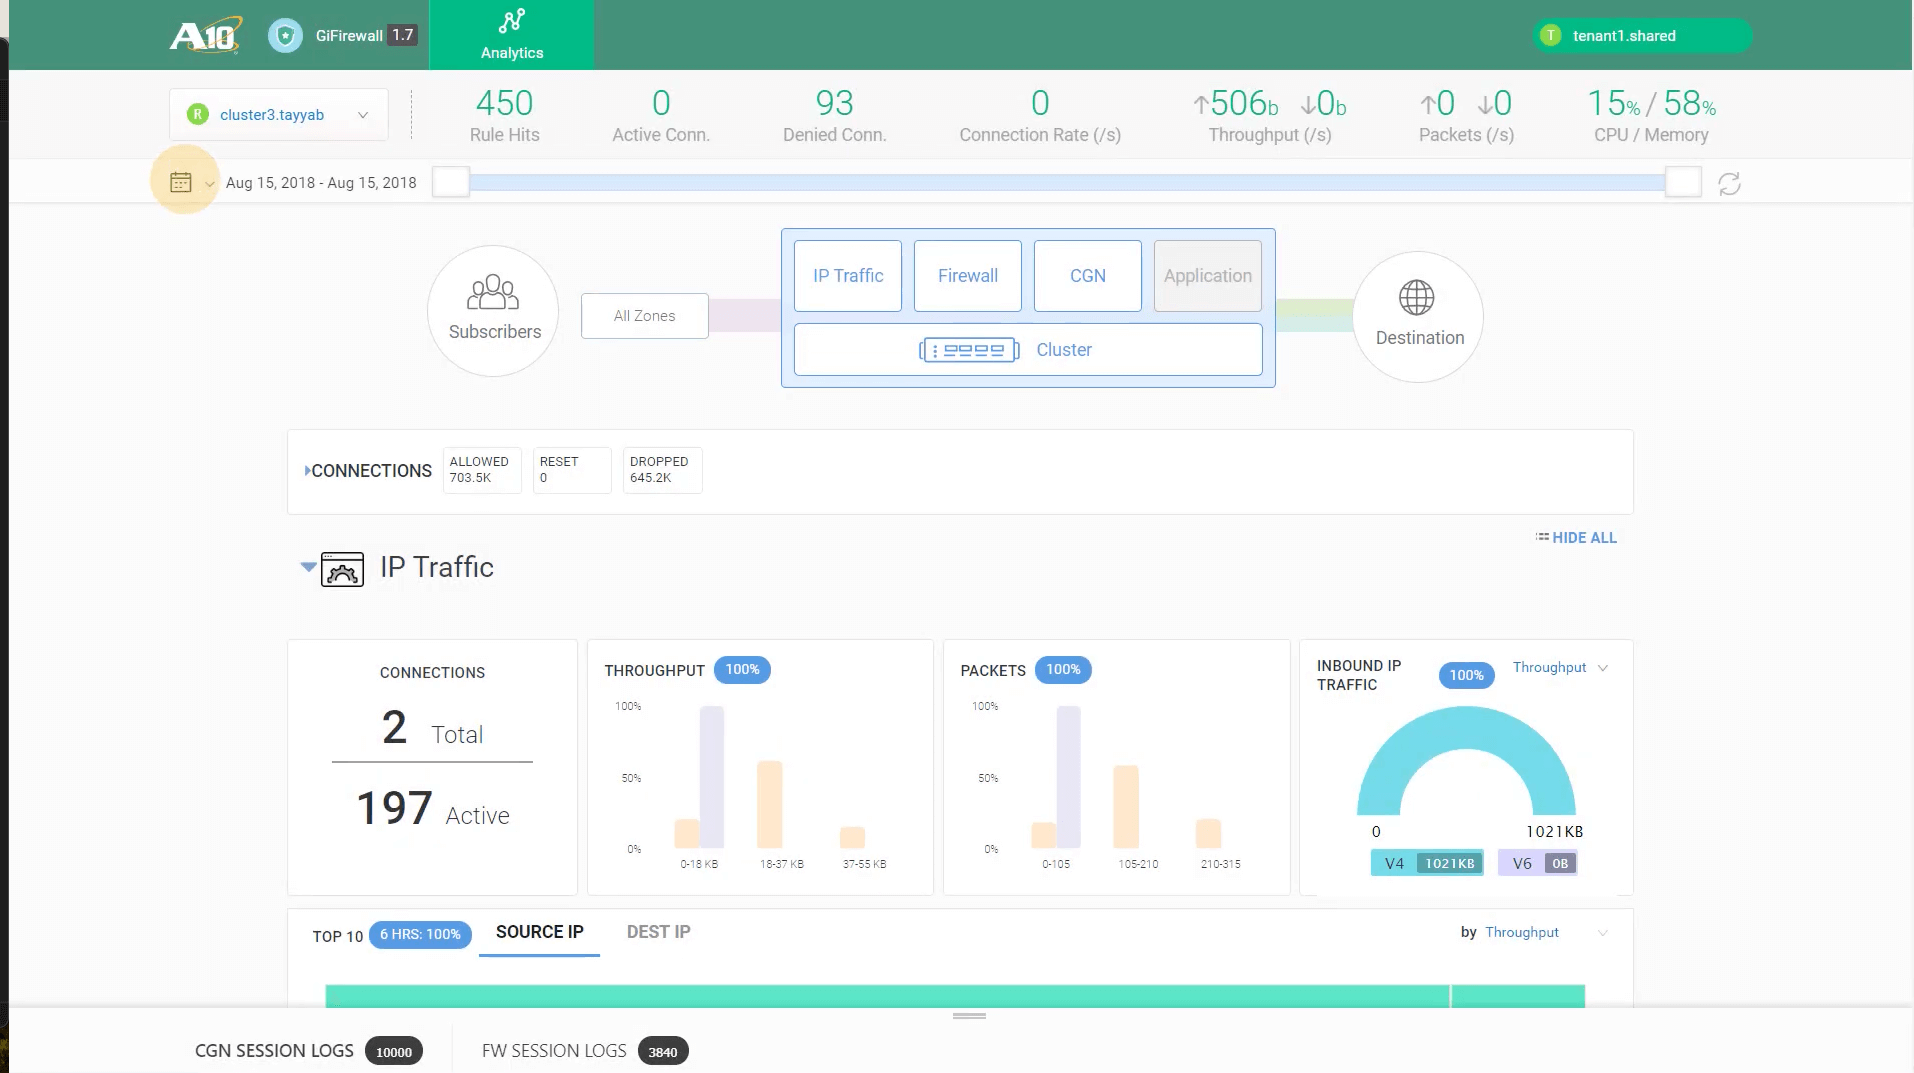 A10
GiFirewall 1.7
Analytics
T tenant1.shared
R cluster3.tayyab
450
Rule Hits
0
Active Conn.
93
Denied Conn.
0
Connection Rate (/s)
↑506b ↓0b
Throughput (/s)
↑0 ↓0
Packets (/s)
15% / 58%
CPU / Memory
Aug 15, 2018 - Aug 15, 2018
Subscribers
All Zones
IP Traffic
Firewall
CGN
Application
Cluster
Destination
CONNECTIONS
ALLOWED
703.5K
RESET
0
DROPPED
645.2K
HIDE ALL
IP Traffic
CONNECTIONS
2 Total
197 Active
THROUGHPUT 100%
100%
50%
0%
0-18 KB
18-37 KB
37-55 KB
PACKETS 100%
100%
50%
0%
0-105
105-210
210-315
INBOUND IP
TRAFFIC
100%
Throughput
0
1021KB
V4 1021KB
V6 0B
TOP 10 6 HRS: 100%
SOURCE IP
DEST IP
by Throughput
CGN SESSION LOGS 10000
FW SESSION LOGS 3840